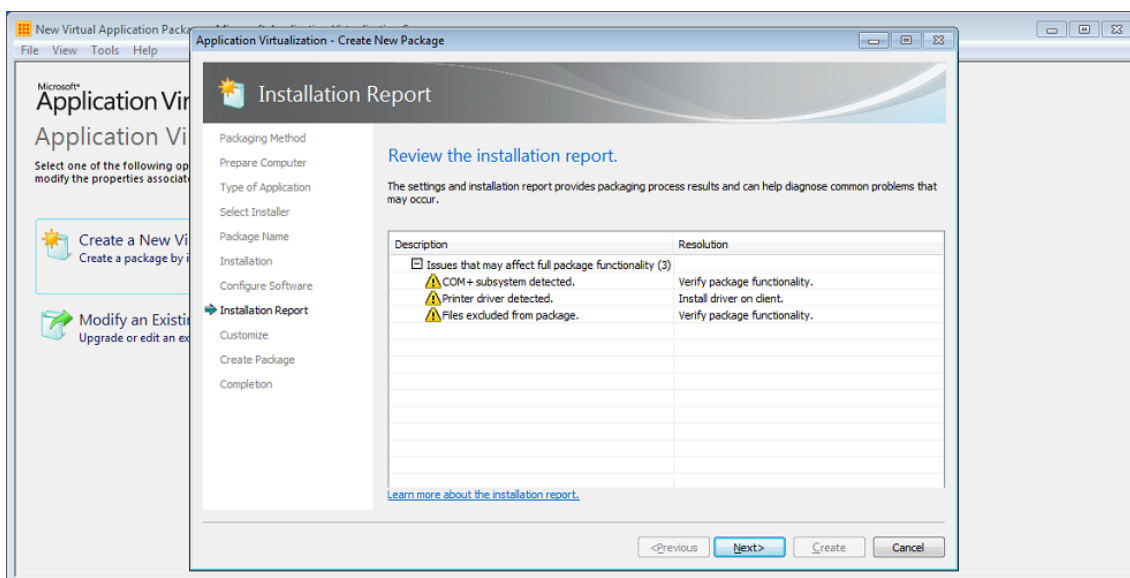 New Virtual Application Packa
File View Tools Help
Microsoft
Application Vir
Application Vi
Select one of the following op
modify the properties associat
Create a New Vi
Create a package by i
Modify an Existi
Upgrade or edit an ex
Application Virtualization - Create New Package
Installation Report
Packaging Method
Prepare Computer
Type of Application
Select Installer
Package Name
Installation
Configure Software
Installation Report
Customize
Create Package
Completion
Review the installation report.
The settings and installation report provides packaging process results and can help diagnose common problems that
may occur.
Description Resolution
Issues that may affect full package functionality (3)
COM+ subsystem detected. Verify package functionality.
Printer driver detected. Install driver on client.
Files excluded from package. Verify package functionality.
Learn more about the installation report.
<Previous Next> Create Cancel